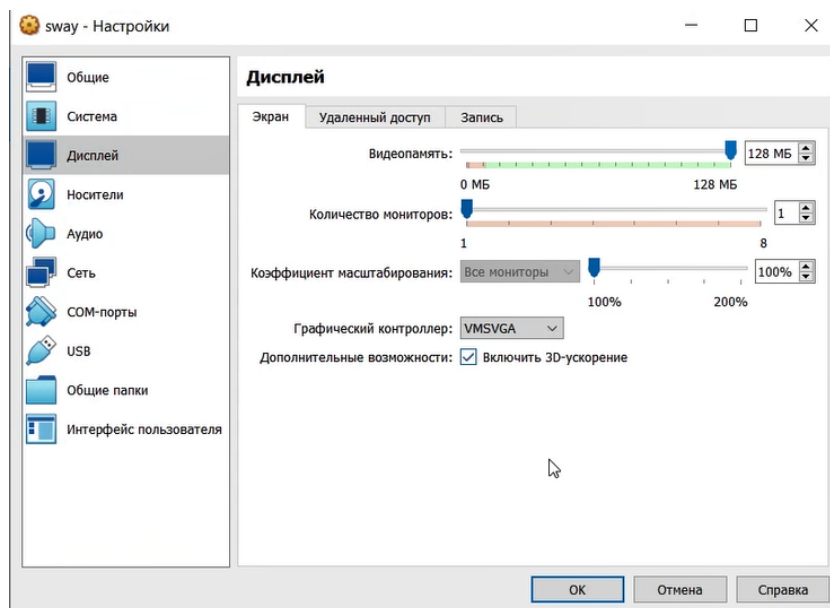 sway - Настройки
Общие
Система
Дисплей
Носители
Аудио
Сеть
COM-порты
USB
Общие папки
Интерфейс пользователя
Дисплей
Экран Удаленный доступ Запись
Видеопамять: 128 МБ
0 МБ 128 МБ
Количество мониторов: 1
1 8
Коэффициент масштабирования: Все мониторы 100%
100% 200%
Графический контроллер: VMSVGA
Дополнительные возможности: Включить 3D-ускорение
OK Отмена Справка